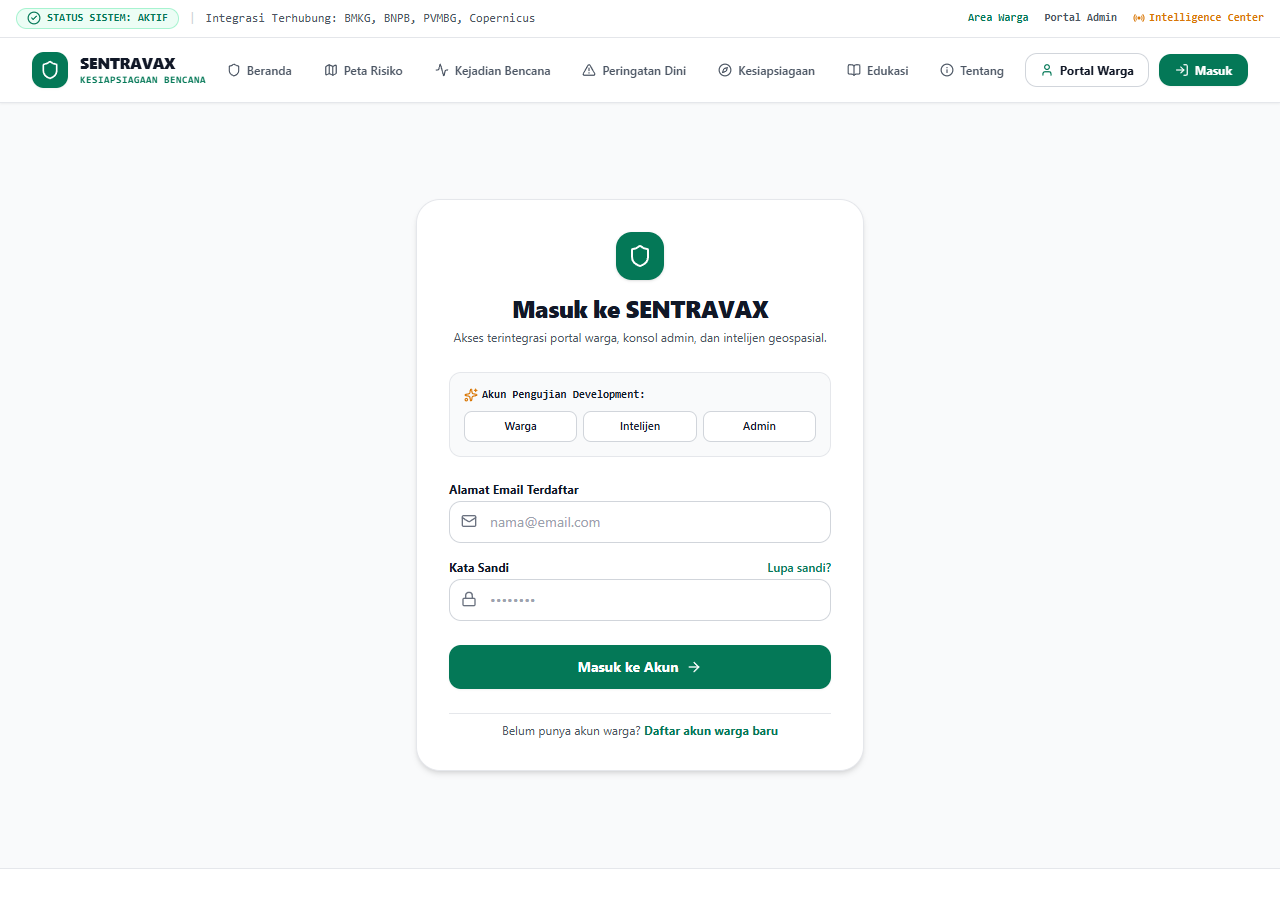 STATUS SISTEM: AKTIF | Integrasi Terhubung: BMKG, BNPB, PVMBG, Copernicus
Area Warga Portal Admin Intelligence Center
SENTRAVAX
KESIAPSIAGAAN BENCANA
Beranda Peta Risiko Kejadian Bencana Peringatan Dini Kesiapsiagaan Edukasi Tentang Portal Warga Masuk
Masuk ke SENTRAVAX
Akses terintegrasi portal warga, konsol admin, dan intelijen geospasial.
Akun Pengujian Development:
Warga Intelijen Admin
Alamat Email Terdaftar
nama@email.com
Kata Sandi Lupa sandi?
••••••••
Masuk ke Akun →
Belum punya akun warga? Daftar akun warga baru